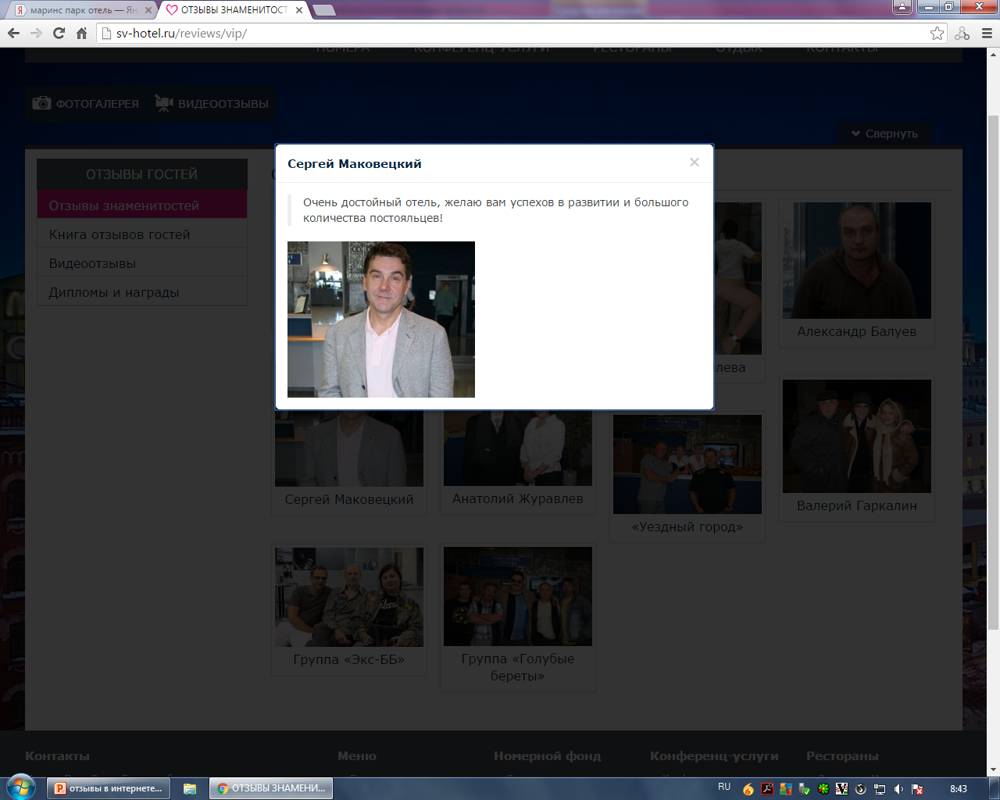 маринс парк отель — Ян
ОТЗЫВЫ ЗНАМЕНИТОСТ
sv-hotel.ru/reviews/vip/
НОМЕРА КОНФЕРЕНЦ-УСЛУГИ РЕСТОРАНЫ ОТДЫХ КОНТАКТЫ
ФОТОГАЛЕРЕЯ ВИДЕООТЗЫВЫ
Свернуть
ОТЗЫВЫ ГОСТЕЙ
Отзывы знаменитостей
Книга отзывов гостей
Видеоотзывы
Дипломы и награды
Сергей Маковецкий
Очень достойный отель, желаю вам успехов в развитии и большого
количества постояльцев!
Александр Балуев
лева
Сергей Маковецкий
Анатолий Журавлев
«Уездный город»
Валерий Гаркалин
Группа «Экс-ББ»
Группа «Голубые
береты»
Контакты Меню Номерной фонд Конференц-услуги Рестораны
отзывы в интернете...
ОТЗЫВЫ ЗНАМЕНИ...
RU
8:43